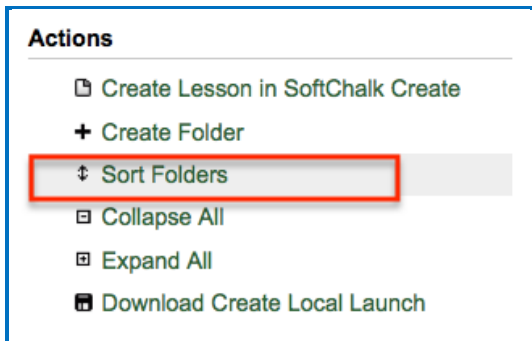 Actions
Create Lesson in SoftChalk Create
Create Folder
Sort Folders
Collapse All
Expand All
Download Create Local Launch